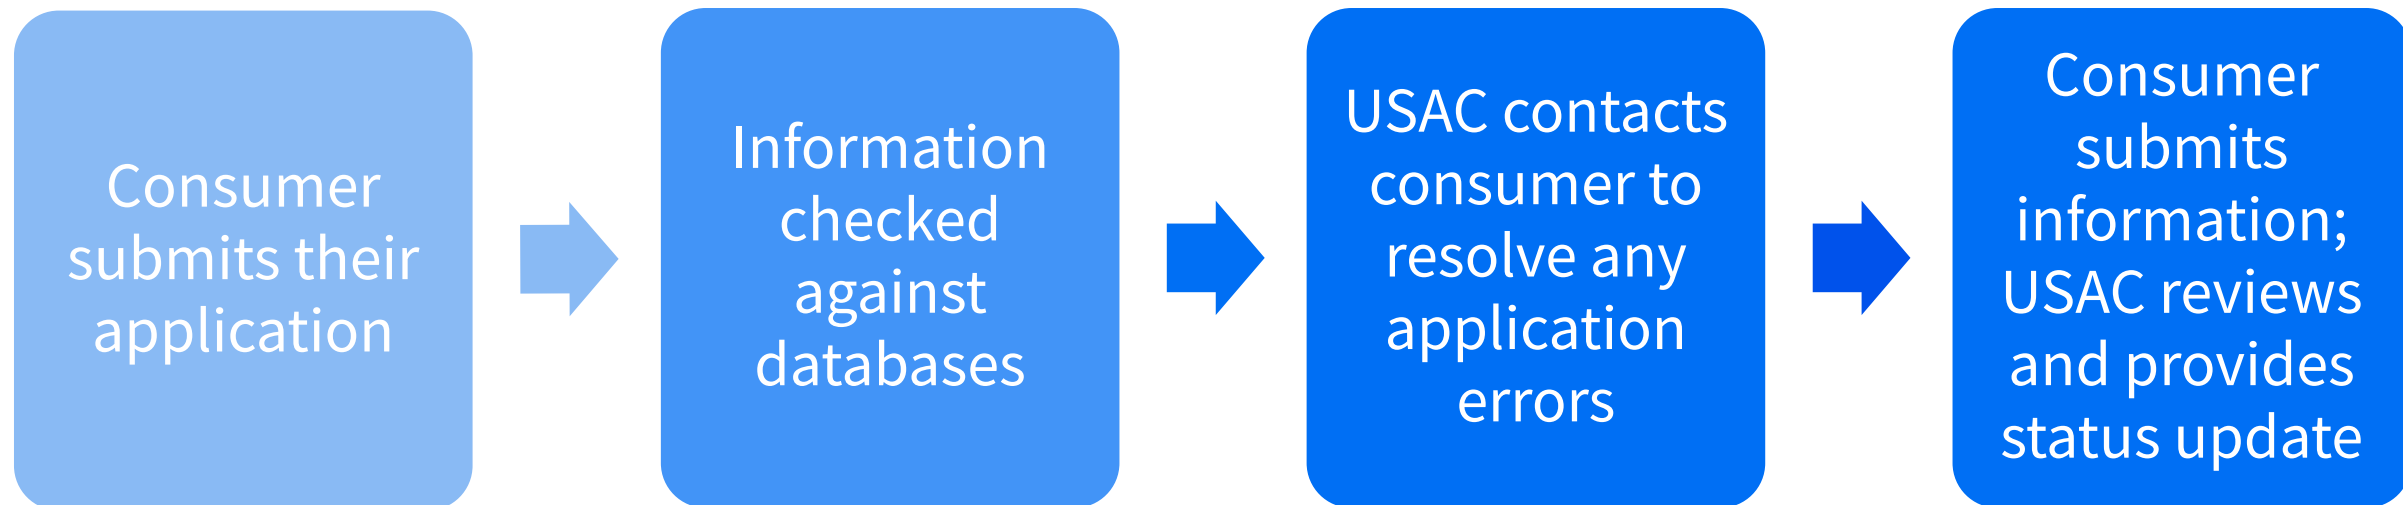 Consumer
submits their
application
Information
checked
against
databases
USAC contacts
consumer to
resolve any
application
errors
Consumer
submits
information;
USAC reviews
and provides
status update